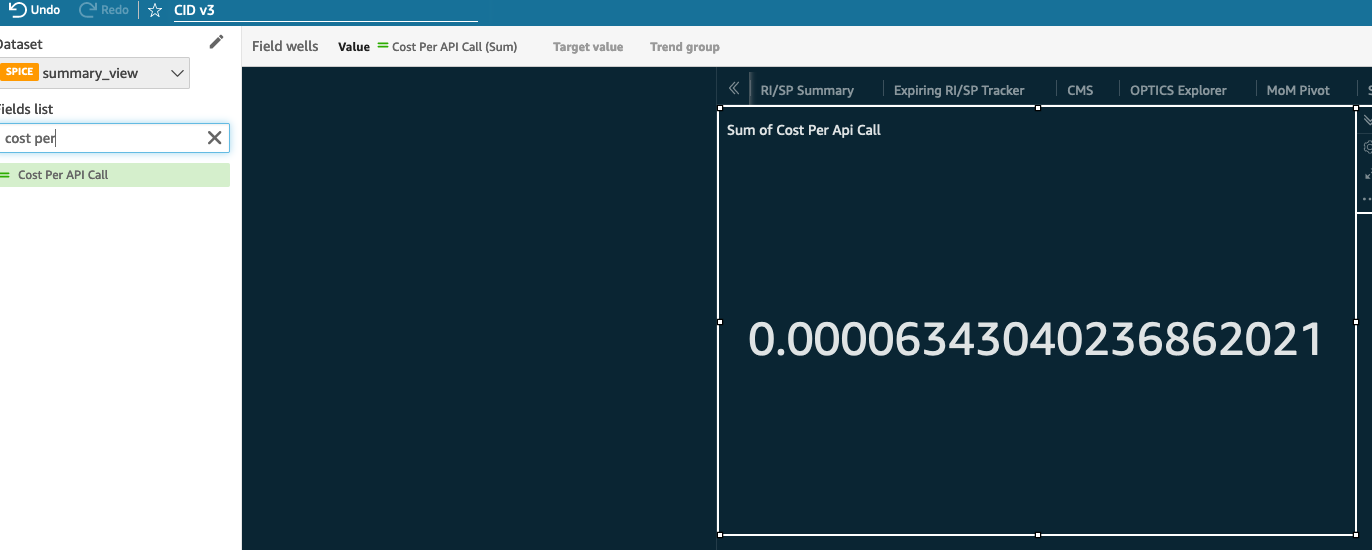 Undo Redo CID v3
Dataset
SPICE summary_view
Fields list
cost per
Cost Per API Call
Field wells Value Cost Per API Call (Sum) Target value Trend group
RI/SP Summary Expiring RI/SP Tracker CMS OPTICS Explorer MoM Pivot S
Sum of Cost Per Api Call
0.00006343040236862021